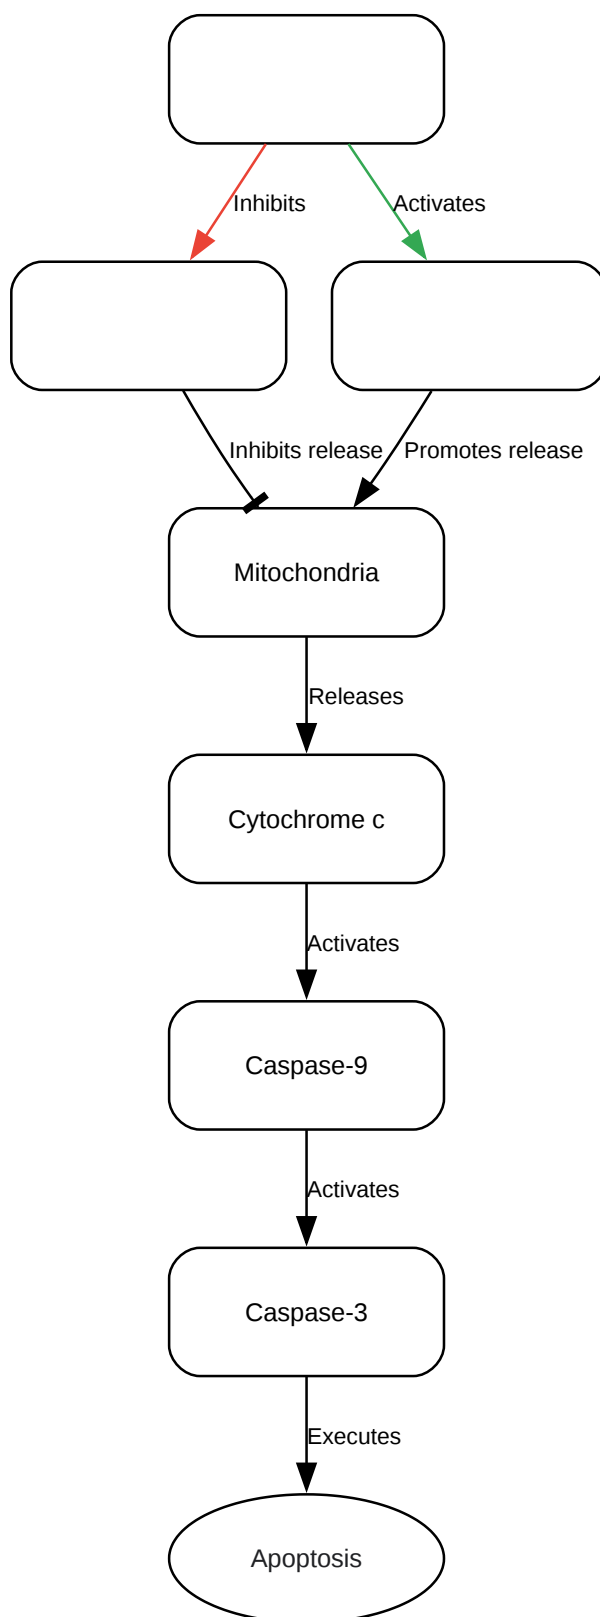 Inhibits
Activates
Inhibits release
Promotes release
Mitochondria
Releases
Cytochrome c
Activates
Caspase-9
Activates
Caspase-3
Executes
Apoptosis